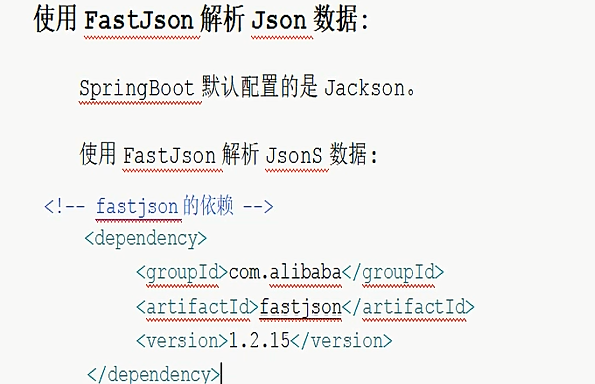 使用 FastJson 解析 Json 数据:
SpringBoot 默认配置的是 Jackson。
使用 FastJson 解析 JsonS 数据:
<!-- fastjson 的依赖 -->
<dependency>
<groupId>com.alibaba</groupId>
<artifactId>fastjson</artifactId>
<version>1.2.15</version>
</dependency>